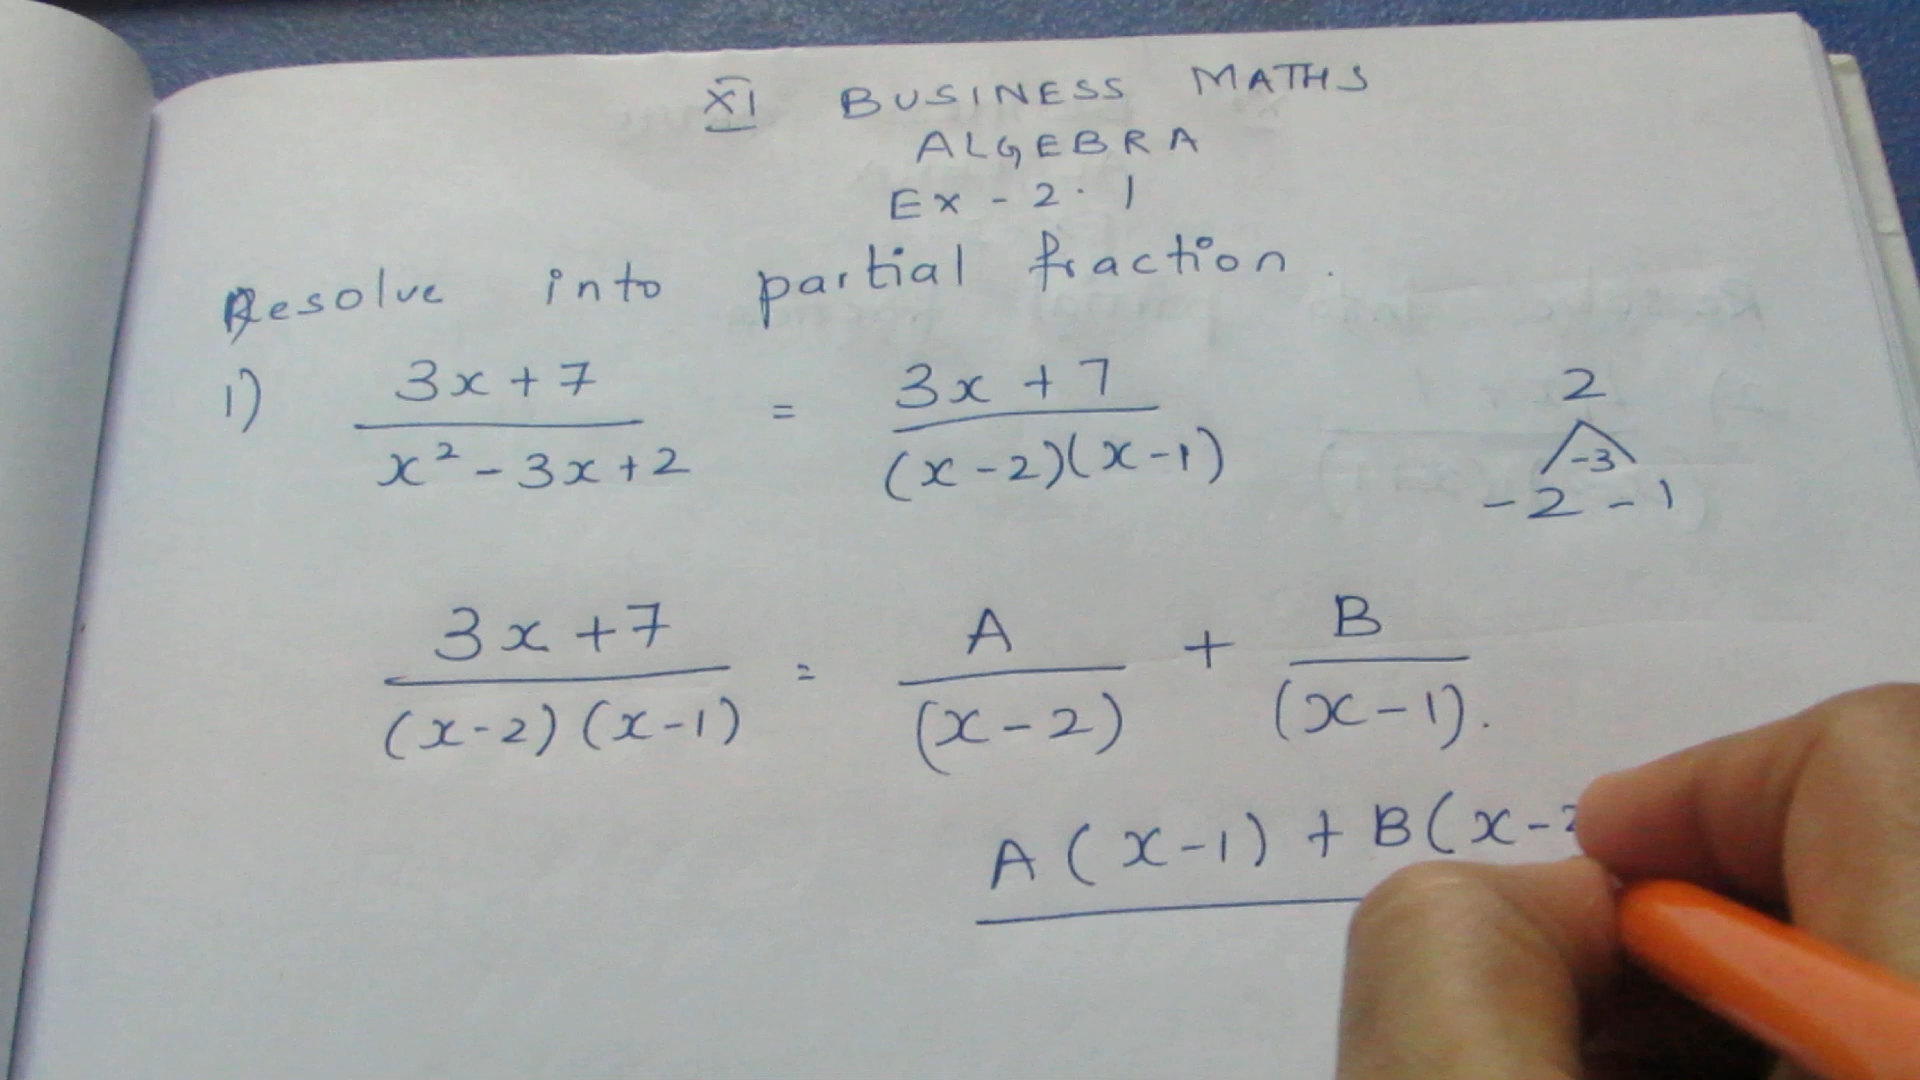 XI BUSINESS MATHS
ALGEBRA
Ex - 2.1
Resolve into partial fraction.
1) 3x+7 / x² - 3x+2 = 3x+7 / (x-2)(x-1)
2
-3
-2 -1
3x+7 / (x-2)(x-1) = A / (x-2) + B / (x-1).
A(x-1) + B(x-